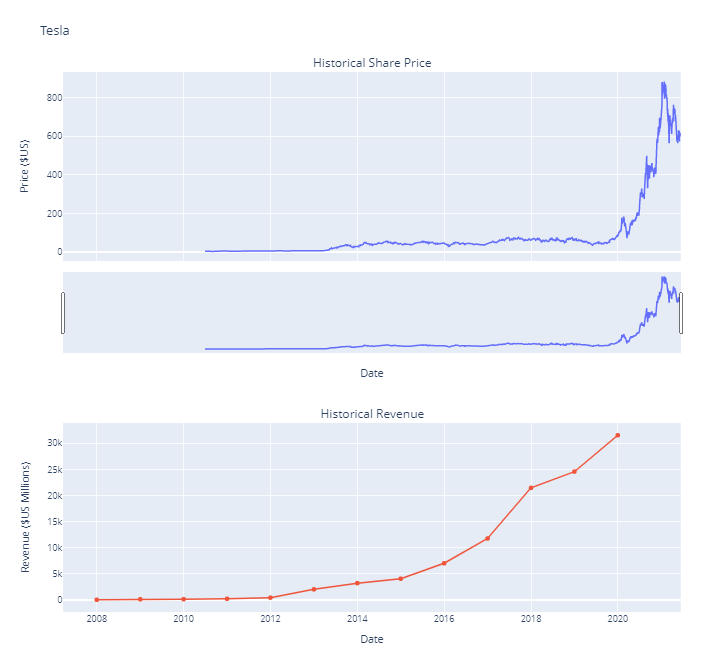 Tesla
Historical Share Price
Price ($US)
800
600
400
200
0
Date
Historical Revenue
Revenue ($US Millions)
30k
25k
20k
15k
10k
5k
0
2008 2010 2012 2014 2016 2018 2020
Date